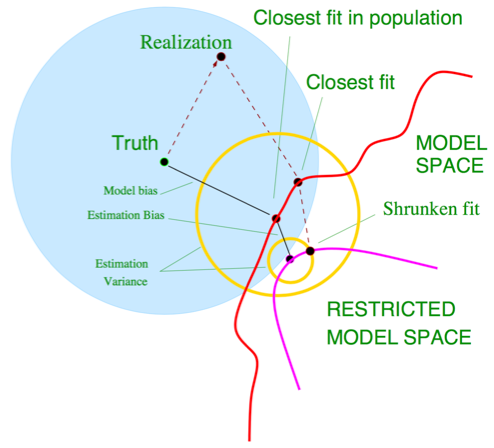 Closest fit in population
Realization
Closest fit
MODEL
SPACE
Truth
Model bias
Shrunken fit
Estimation Bias
Estimation
Variance
RESTRICTED
MODEL SPACE